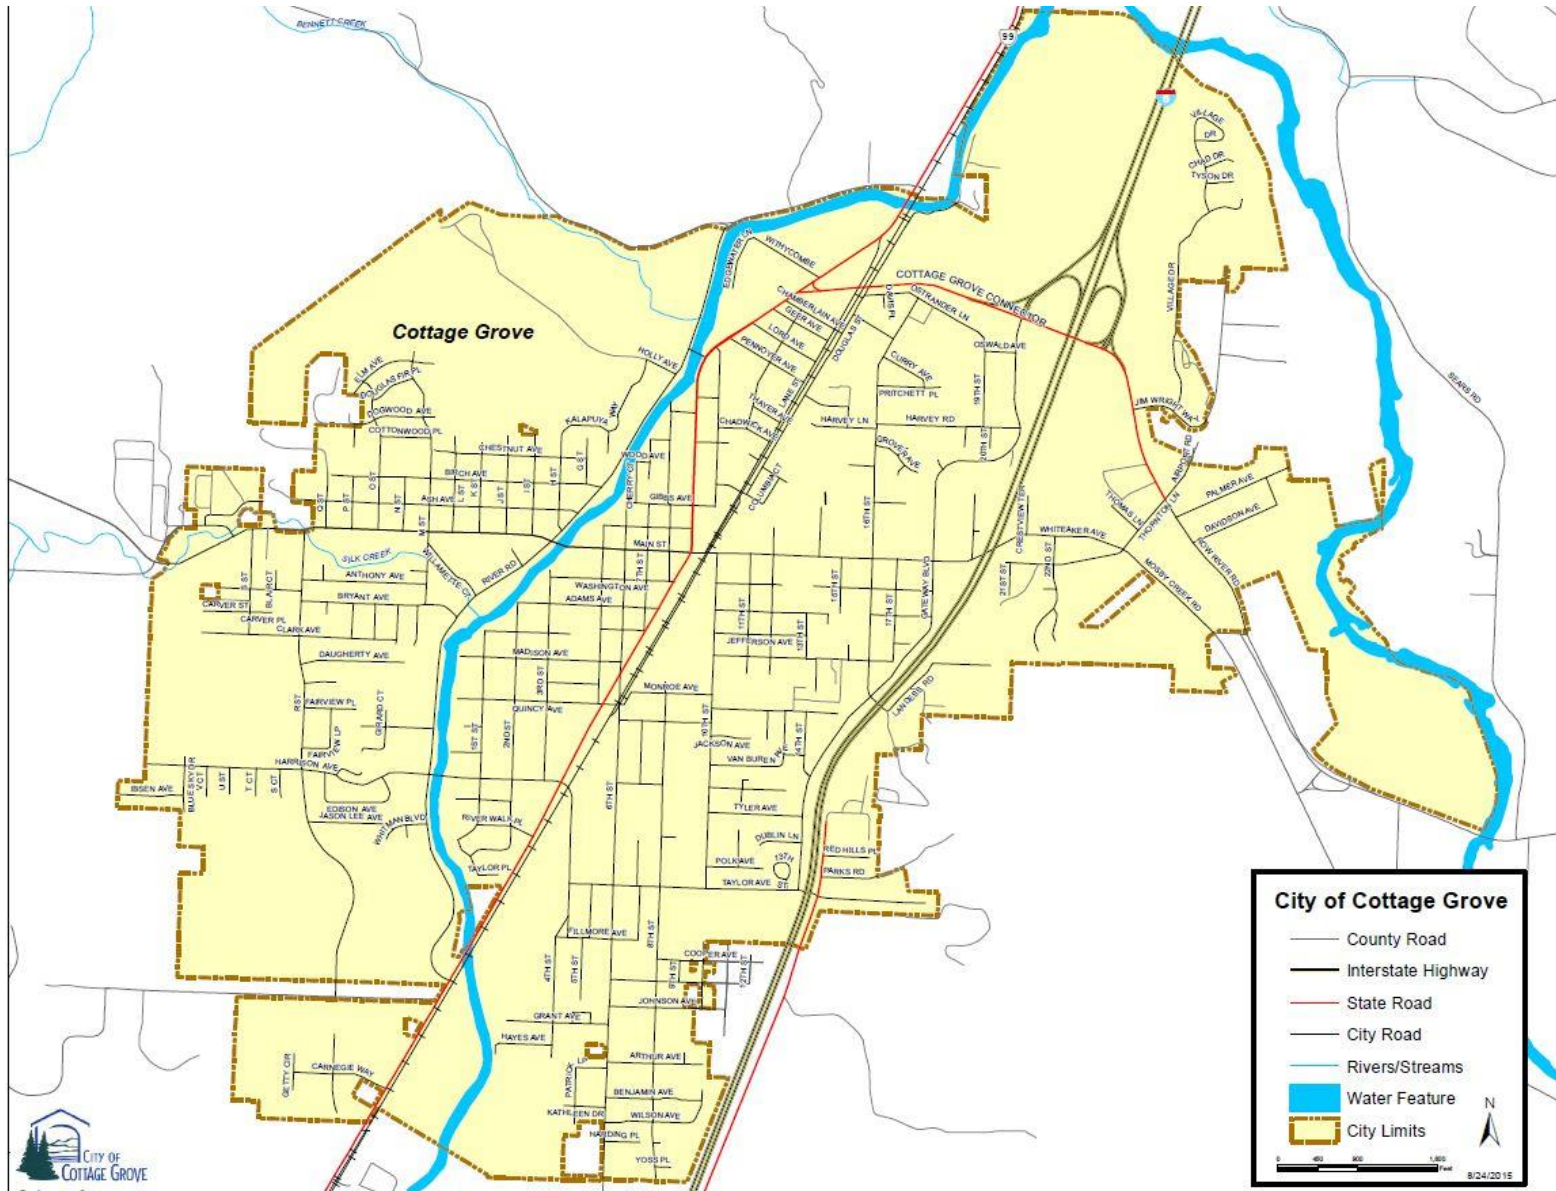 BENNETT CREEK
99
5
VILLAGE
DR
CHAD DR
TYSON DR
EDGEWATER LN
WITHYCOMBE
COTTAGE GROVE CONNECTOR
VILLAGE DR
DAVIS PL
OSTRANDER LN
CHAMBERLAIN AVE
GEER AVE
LORD AVE
PENNOYER AVE
DOUGLAS ST
OSWALD AVE
Cottage Grove
HOLLY AVE
ELM AVE
DOUGLAS FIR PL
CURRY AVE
SEARS RD
LANE ST
PRITCHETT PL
19TH ST
JIM WRIGHT WAY
DOGWOOD AVE
KALAPUYA WAY
THAYER AVE
HARVEY LN
HARVEY RD
COTTONWOOD PL
CHADWICK AVE
CHESTNUT AVE
GROVER AVE
20TH ST
AIRPORT RD
WOOD AVE
BIRCH AVE
CHERRY CT
COLUMBIA CT
Q ST
P ST
O ST
N ST
M ST
L ST
K ST
J ST
I ST
H ST
G ST
ASH AVE
GIBBS AVE
16TH ST
CRESTVIEW TER
THOMAS LN
THORNTON LN
PALMER AVE
DAVIDSON AVE
MAIN ST
WHITEAKER AVE
ROW RIVER RD
SILK CREEK
WILLAMETTE CT
RIVER RD
7TH ST
MOSBY CREEK RD
ANTHONY AVE
WASHINGTON AVE
S ST
BLAIR CT
BRYANT AVE
ADAMS AVE
15TH ST
GATEWAY BLVD
21ST ST
22ND ST
CARVER ST
CARVER PL
CLARK AVE
11TH ST
17TH ST
JEFFERSON AVE
13TH ST
DAUGHERTY AVE
MADISON AVE
3RD ST
MONROE AVE
LANDESS RD
R ST
FAIRVIEW PL
GIRARD CT
QUINCY AVE
1ST ST
2ND ST
10TH ST
14TH ST
JACKSON AVE
FAIRVIEW LP
HARRISON AVE
VAN BUREN AVE
IBSEN AVE
BLUE SKY DR
V CT
U ST
T CT
S CT
6TH ST
EDISON AVE
JASON LEE AVE
WHITMAN BLVD
RIVER WALK PL
TYLER AVE
DUBLIN LN
RED HILLS PL
TAYLOR PL
POLK AVE
13TH ST
PARKS RD
TAYLOR AVE
FILLMORE AVE
8TH ST
COOPER AVE
4TH ST
5TH ST
9TH ST
12TH ST
JOHNSON AVE
GRANT AVE
HAYES AVE
GETTY CIR
CARNEGIE WAY
PATRICK LP
ARTHUR AVE
BENJAMIN AVE
KATHLEEN DR
WILSON AVE
HARDING PL
YOSS PL
CITY OF
COTTAGE GROVE
City of Cottage Grove
County Road
Interstate Highway
State Road
City Road
Rivers/Streams
Water Feature
City Limits
N
Feet
8/24/2015